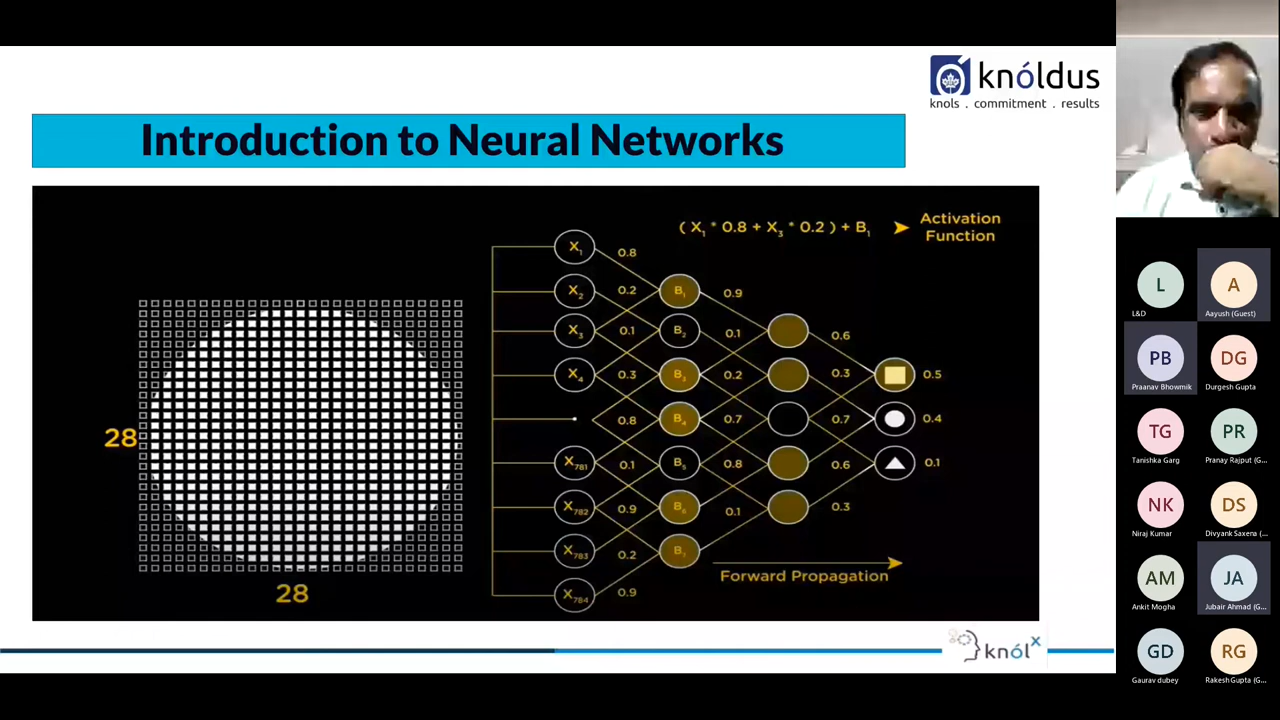 knóldus
knols . commitment . results
Introduction to Neural Networks
( X1 * 0.8 + X3 * 0.2 ) + B1
Activation
Function
X1
0.8
X2
0.2
B1
0.9
X3
0.1
B2
0.1
0.6
X4
0.3
B3
0.2
0.3
0.5
0.8
B4
0.7
0.7
0.4
X781
0.1
B5
0.8
0.6
0.1
X782
0.9
B6
0.1
0.3
X783
0.2
B7
X784
0.9
Forward Propagation
28
28
knólx
L
L&D
A
Aayush (Guest)
PB
Praanav Bhowmik
DG
Durgesh Gupta
TG
Tanishka Garg
PR
Pranay Rajput (G...
NK
Niraj Kumar
DS
Divyank Saxena (...
AM
Ankit Mogha
JA
Jubair Ahmad (G...
GD
Gaurav dubey
RG
Rakesh Gupta (G...